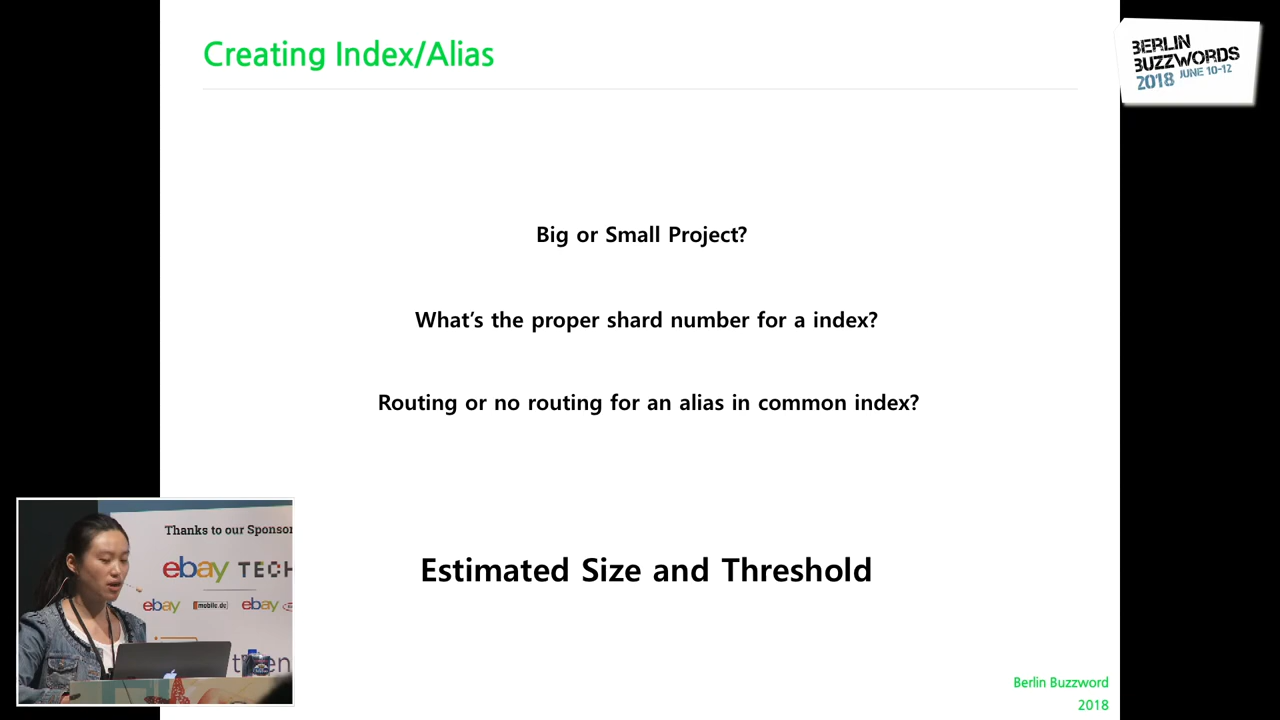 Creating Index/Alias
BERLIN
BUZZWORDS
2018 JUNE 10-12
Big or Small Project?
What's the proper shard number for a index?
Routing or no routing for an alias in common index?
Estimated Size and Threshold
Thanks to our Sponsor
ebay TECH
ebay mobile.de ebay
Berlin Buzzword
2018